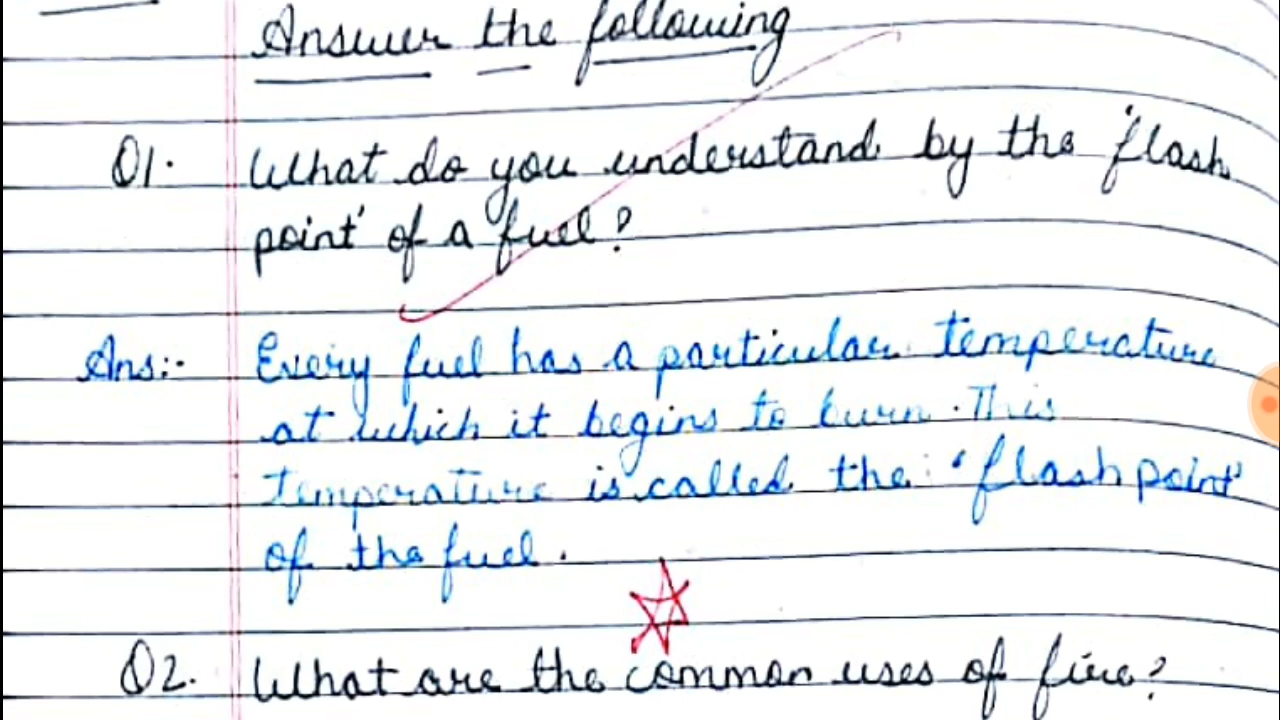 Answer the following
Q1. What do you understand by the 'flash
point' of a fuel?
Ans:- Every fuel has a particular temperature
at which it begins to burn. This
temperature is called the 'flash point'
of the fuel.
Q2. What are the common uses of fire?